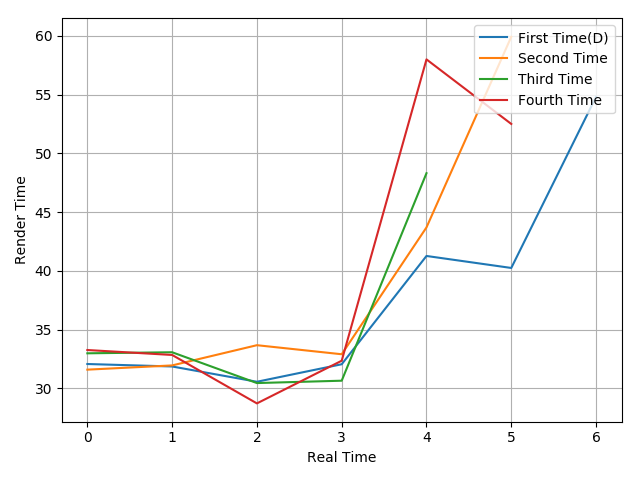 First Time(D)
Second Time
Third Time
Fourth Time
Render Time
60
55
50
45
40
35
30
0 1 2 3 4 5 6
Real Time